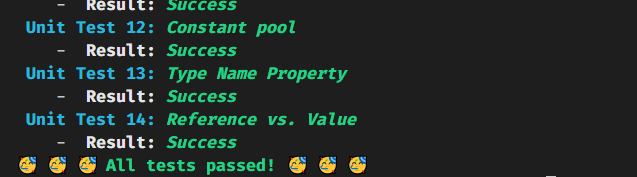 - Result: Success
Unit Test 12: Constant pool
- Result: Success
Unit Test 13: Type Name Property
- Result: Success
Unit Test 14: Reference vs. Value
- Result: Success
🥳 🥳 🥳 All tests passed! 🥳 🥳 🥳